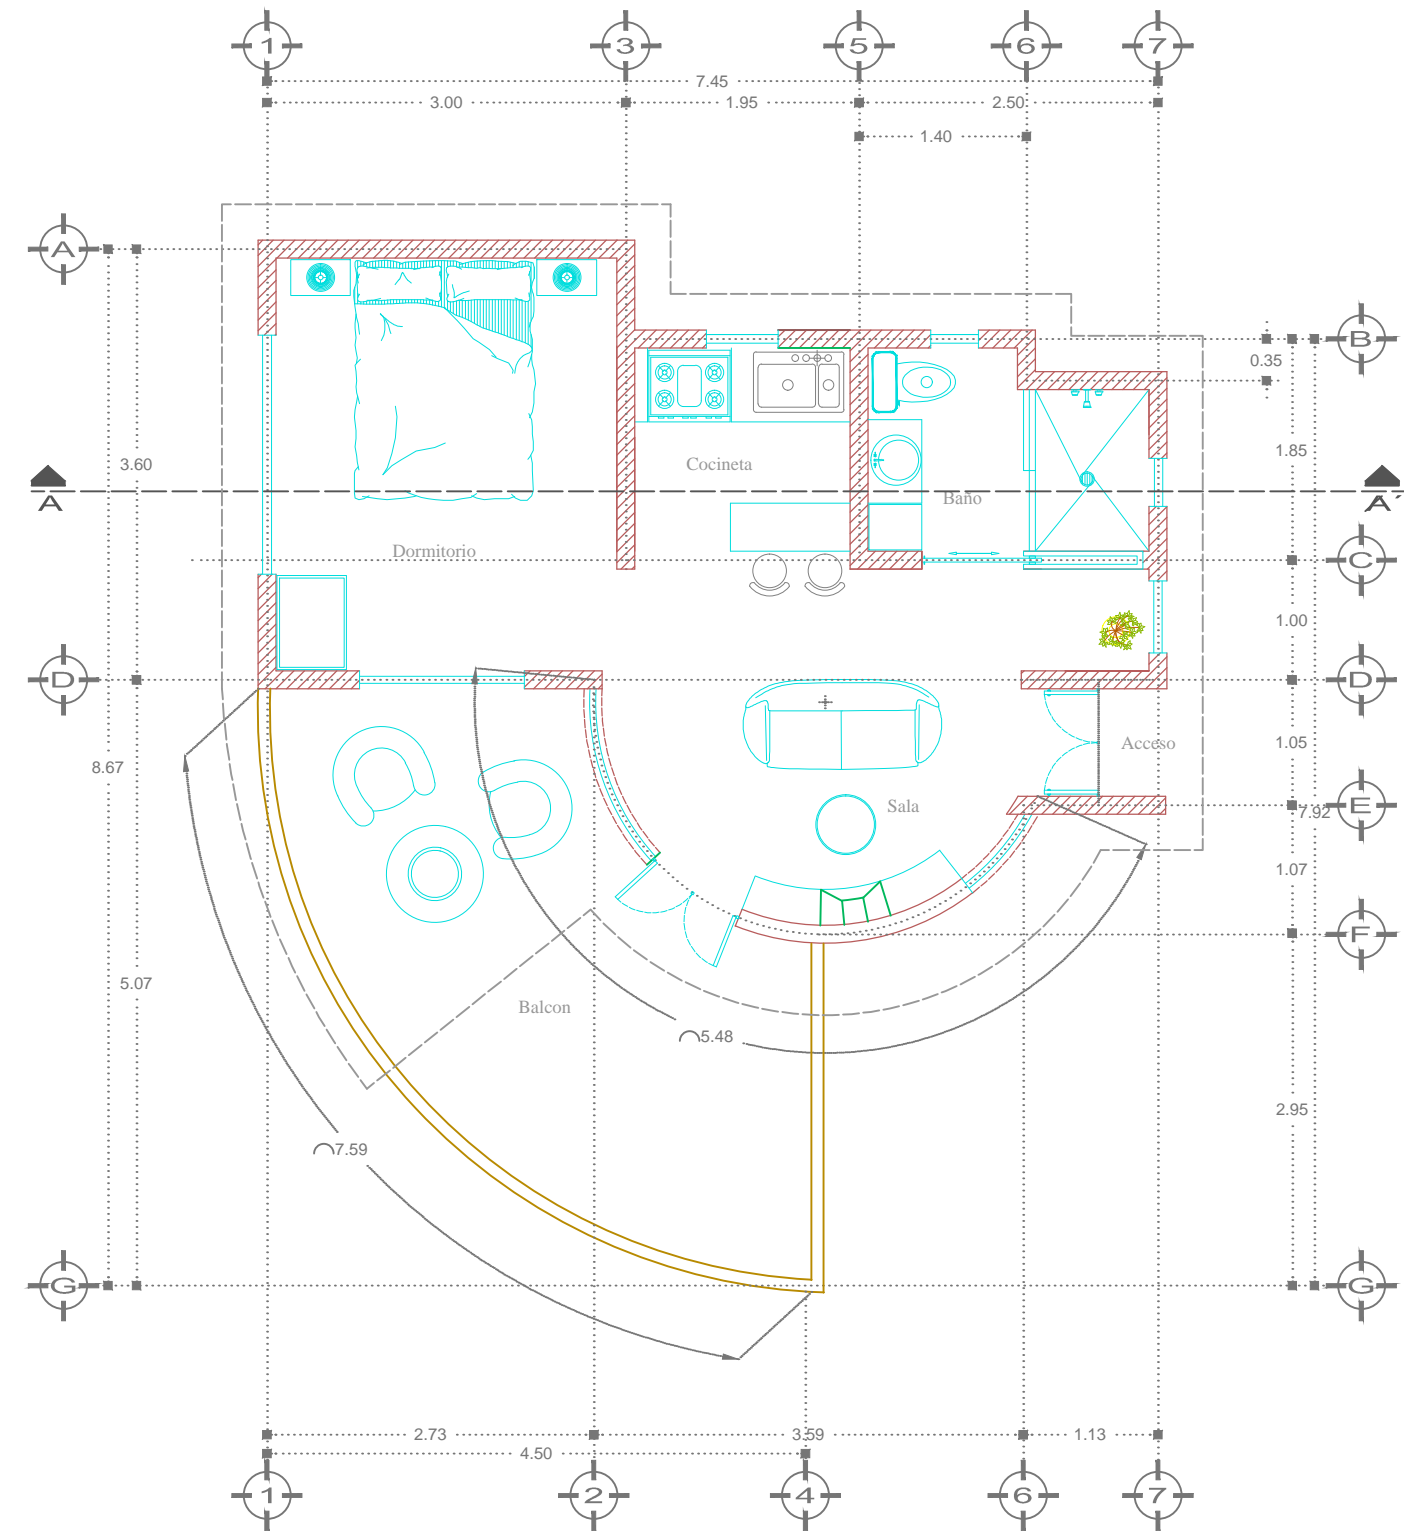 1 3 5 6 7
7.45
3.00 1.95 2.50
1.40
A
B
0.35
3.60 1.85
Cocineta
A Baño A´
Dormitorio
C
1.00
D D
1.05
Acceso
8.67
Sala E
7.92
1.07
F
5.07
Balcon
5.48
2.95
7.59
G G
2.73 3.59 1.13
4.50
1 2 4 6 7